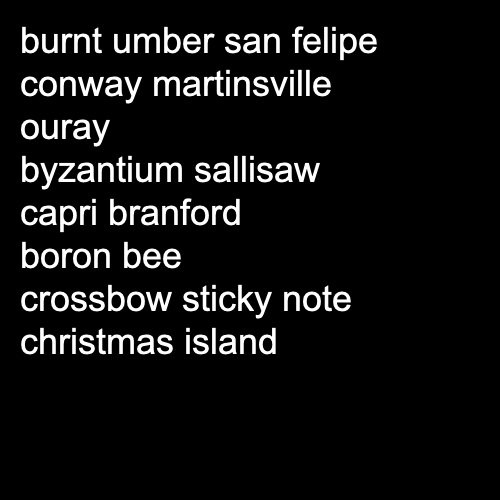 burnt umber san felipe
conway martinsville
ouray
byzantium sallisaw
capri branford
boron bee
crossbow sticky note
christmas island